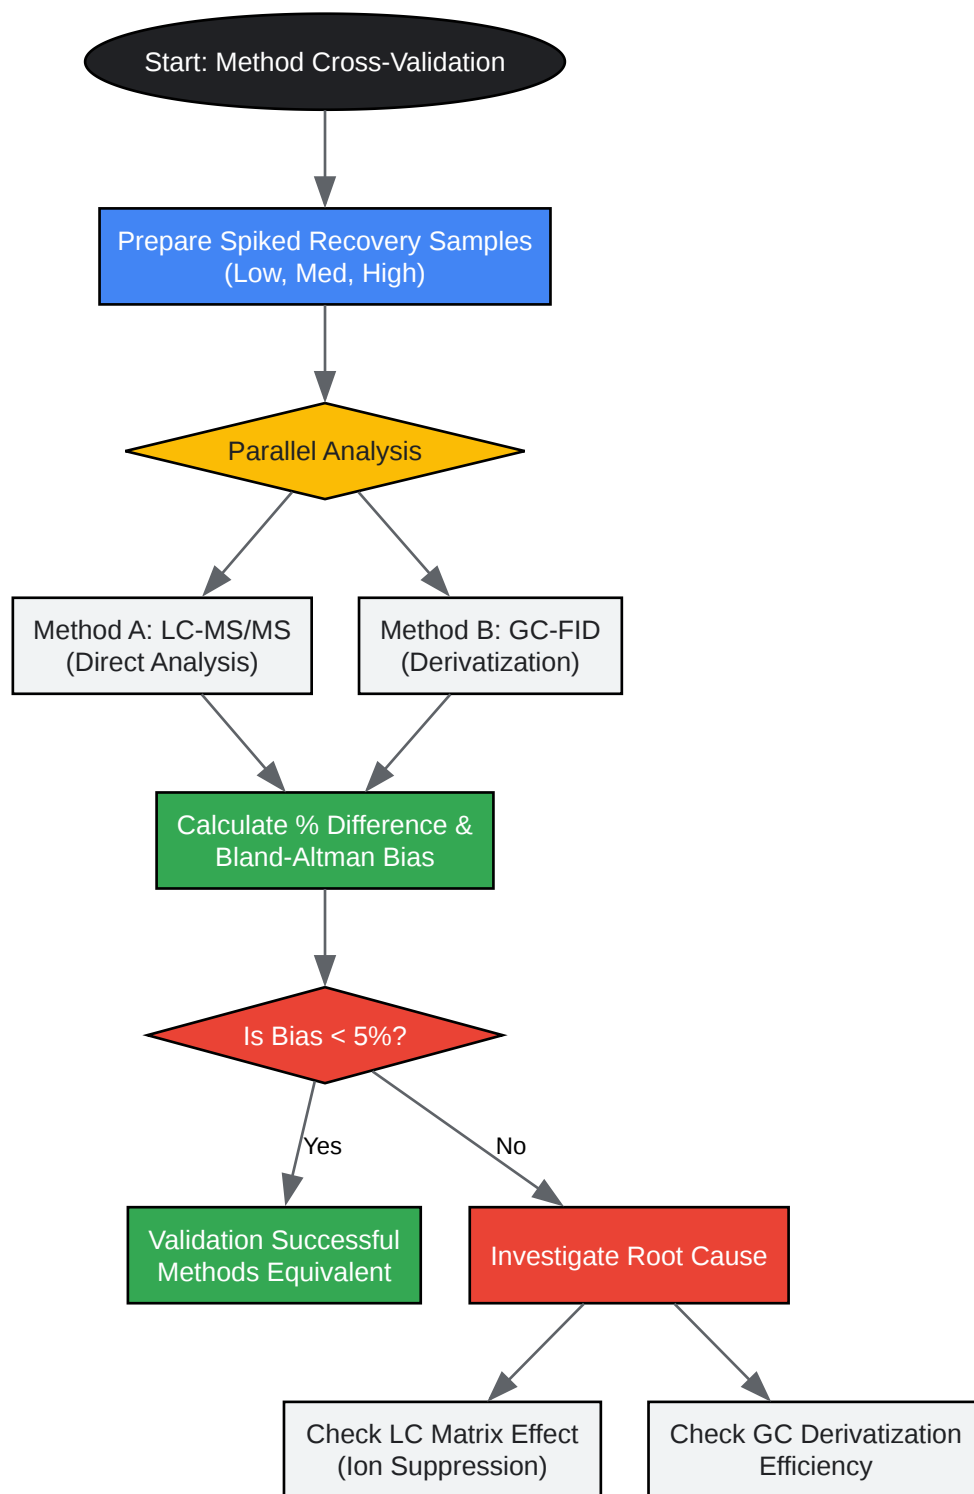 Start: Method Cross-Validation
Prepare Spiked Recovery Samples
(Low, Med, High)
Parallel Analysis
Method A: LC-MS/MS
(Direct Analysis)
Method B: GC-FID
(Derivatization)
Calculate % Difference &
Bland-Altman Bias
Is Bias < 5%?
Yes
No
Validation Successful
Methods Equivalent
Investigate Root Cause
Check LC Matrix Effect
(Ion Suppression)
Check GC Derivatization
Efficiency